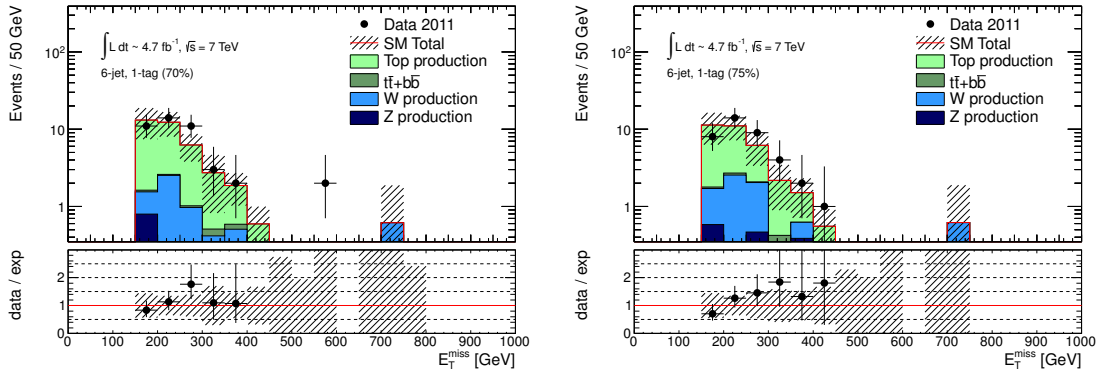 Events / 50 GeV
10²
10
1
∫ L dt ~ 4.7 fb⁻¹, √s = 7 TeV
6-jet, 1-tag (70%)
Data 2011
SM Total
Top production
tt̄+bb̄
W production
Z production
data / exp
2
1
0
0 100 200 300 400 500 600 700 800 900 1000
E_T^miss [GeV]
Events / 50 GeV
10²
10
1
∫ L dt ~ 4.7 fb⁻¹, √s = 7 TeV
6-jet, 1-tag (75%)
Data 2011
SM Total
Top production
tt̄+bb̄
W production
Z production
data / exp
2
1
0
0 100 200 300 400 500 600 700 800 900 1000
E_T^miss [GeV]